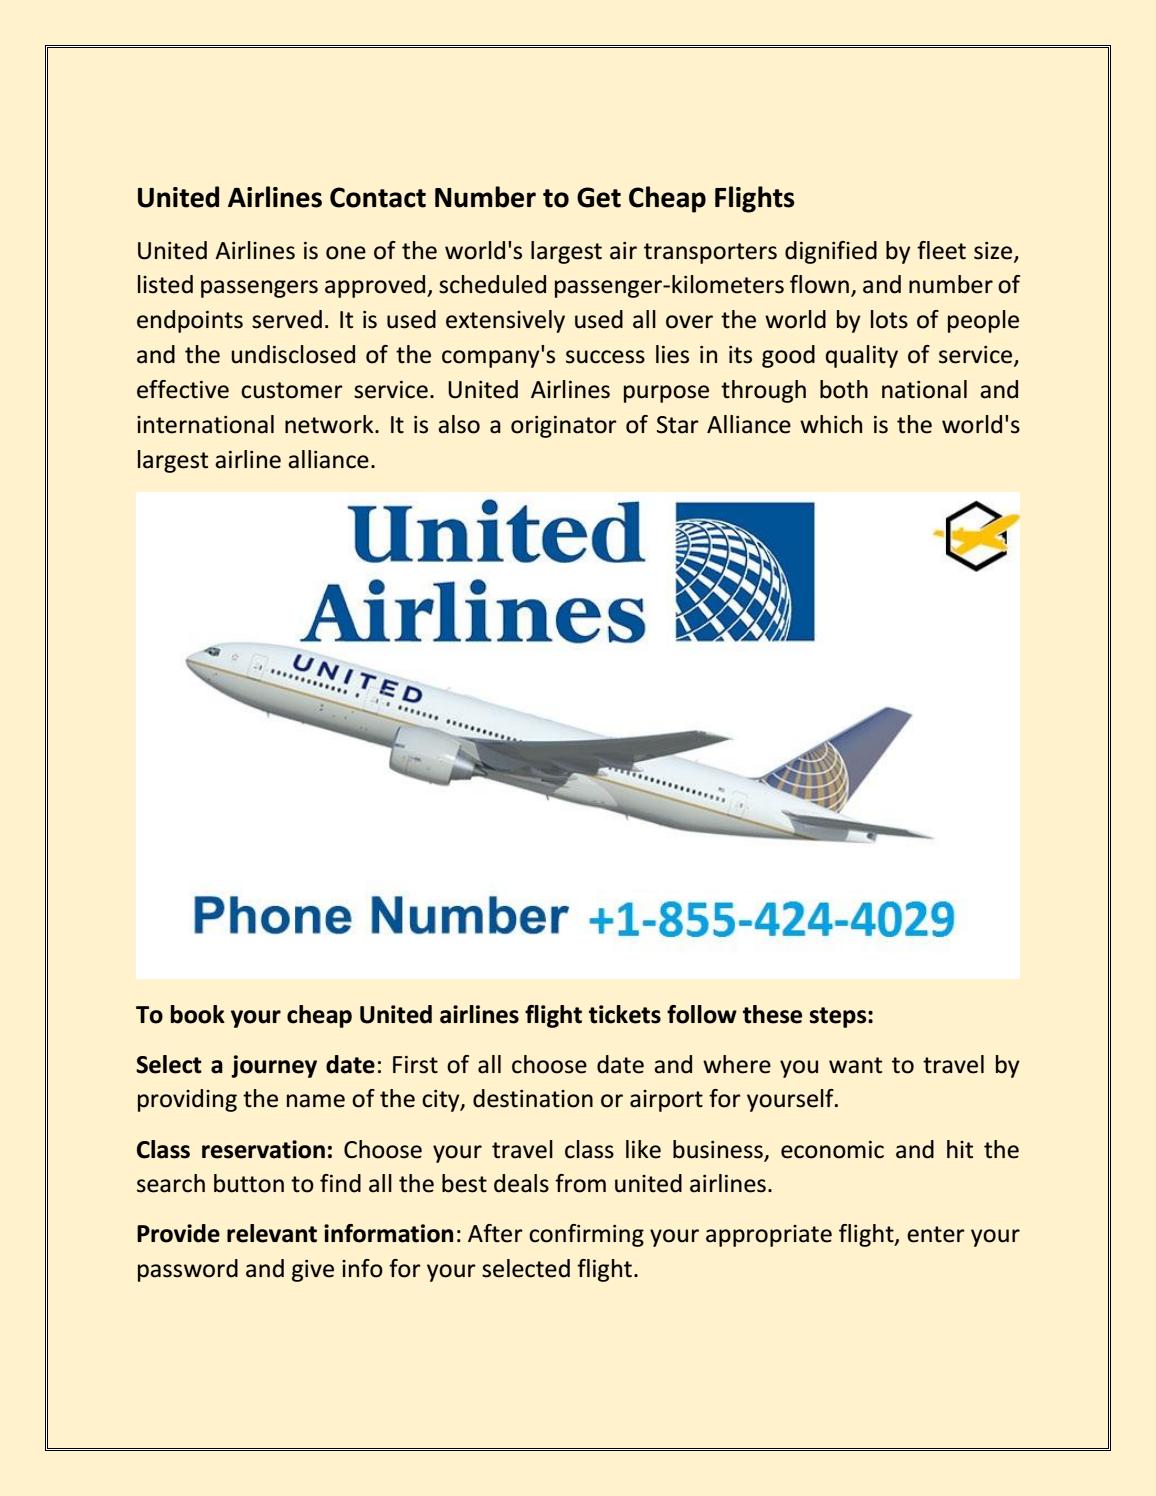 United Airlines Contact Number to Get Cheap Flights
United Airlines is one of the world's largest air transporters dignified by fleet size,
listed passengers approved, scheduled passenger-kilometers flown, and number of
endpoints served. It is used extensively used all over the world by lots of people
and the undisclosed of the company's success lies in its good quality of service,
effective customer service. United Airlines purpose through both national and
international network. It is also a originator of Star Alliance which is the world's
largest airline alliance.
United
Airlines
UNITED
Phone Number +1-855-424-4029
To book your cheap United airlines flight tickets follow these steps:
Select a journey date: First of all choose date and where you want to travel by
providing the name of the city, destination or airport for yourself.
Class reservation: Choose your travel class like business, economic and hit the
search button to find all the best deals from united airlines.
Provide relevant information: After confirming your appropriate flight, enter your
password and give info for your selected flight.